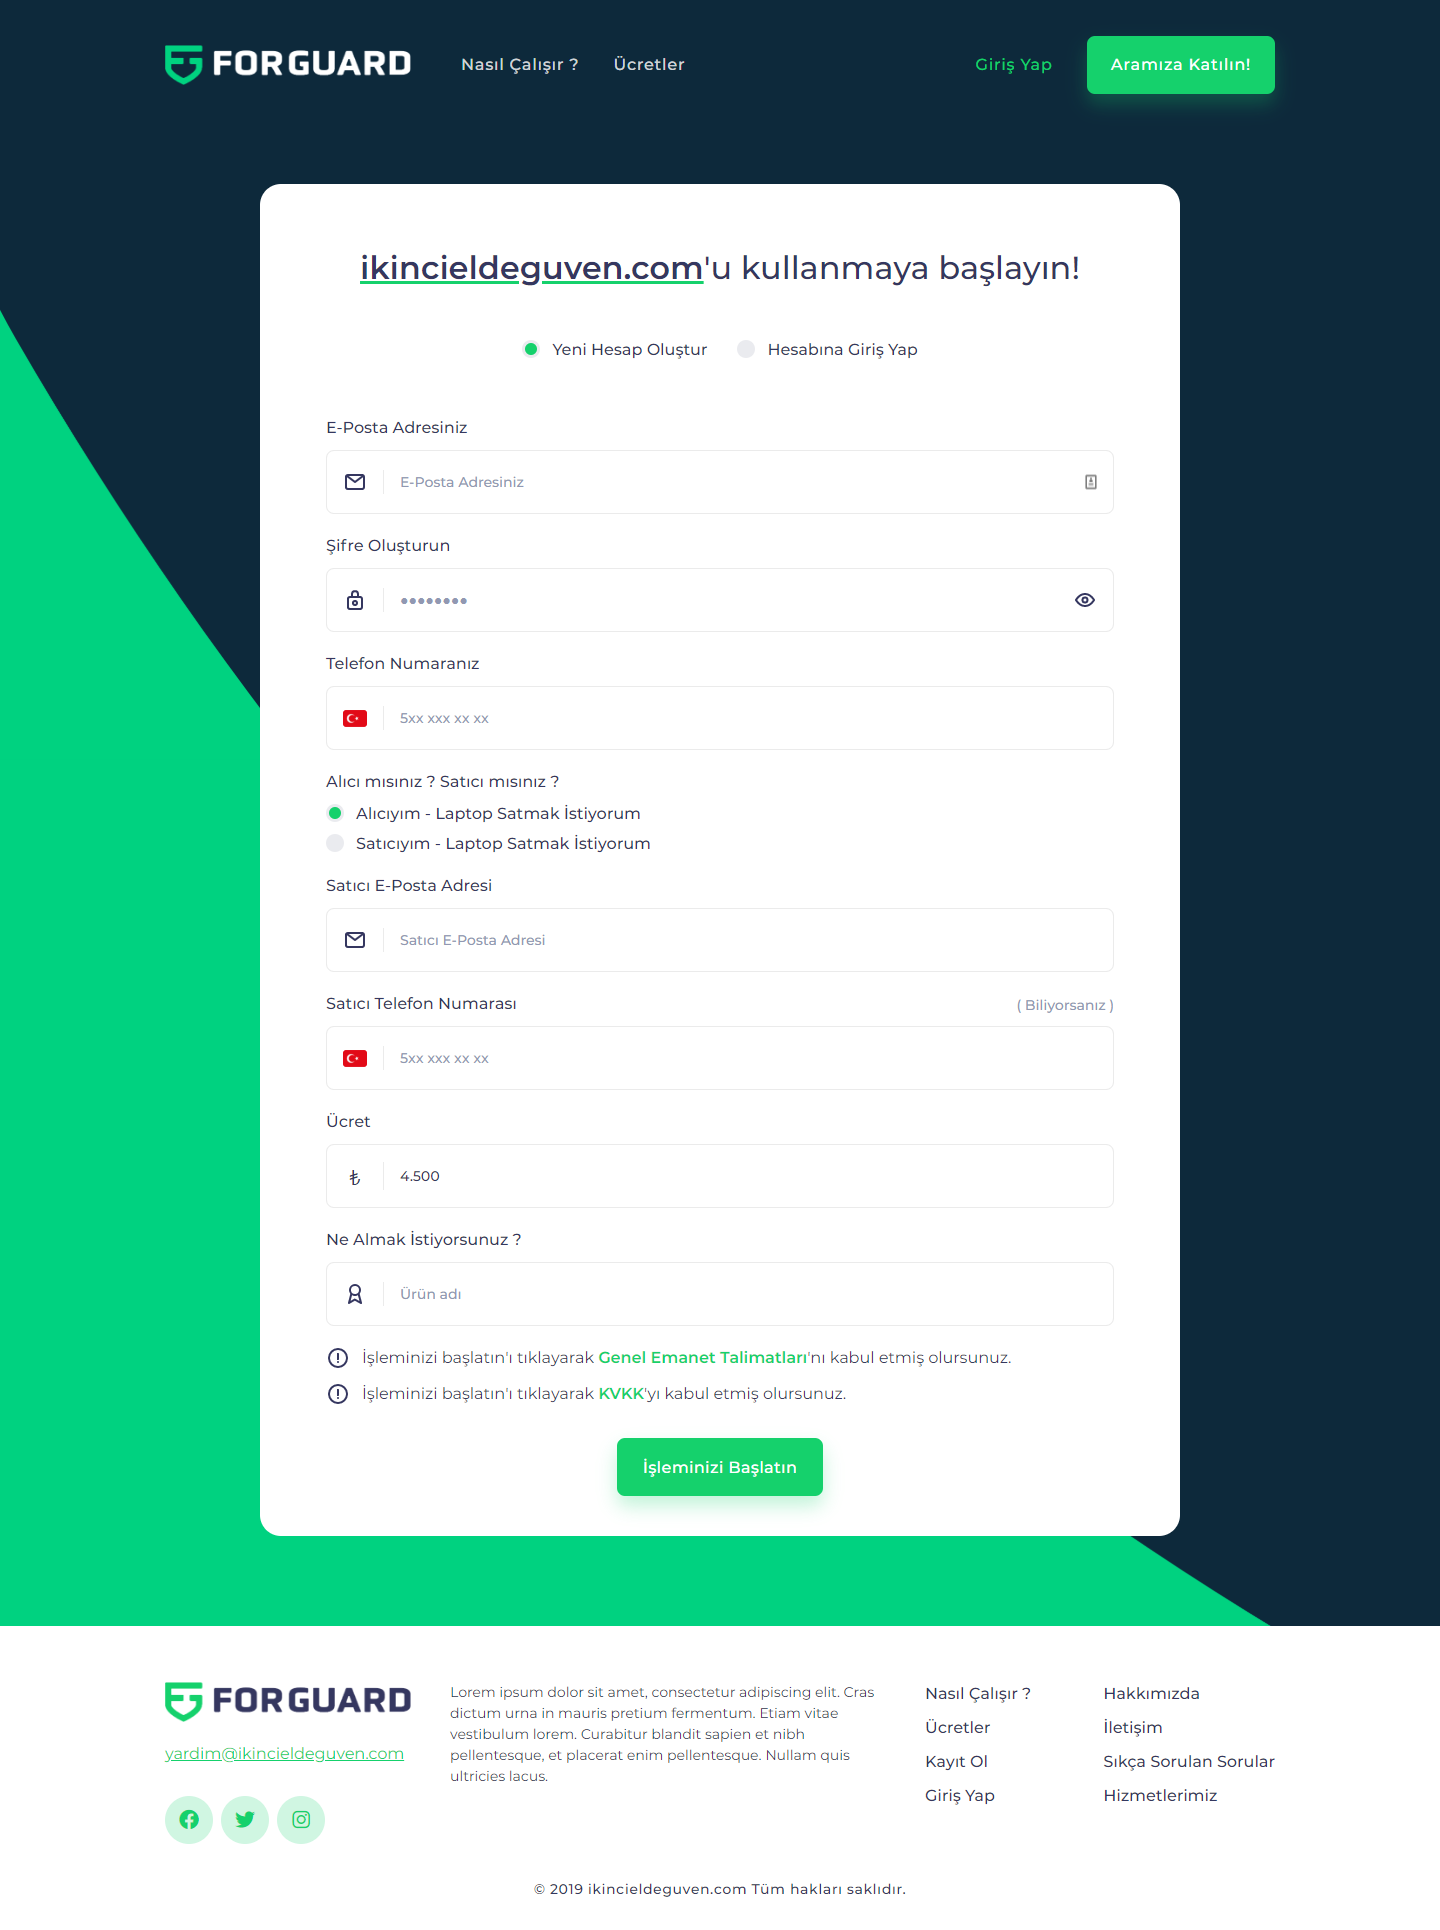 FORGUARD
Nasıl Çalışır ?
Ücretler
Giriş Yap
Aramıza Katılın!
ikincieldeguven.com'u kullanmaya başlayın!
Yeni Hesap Oluştur
Hesabına Giriş Yap
E-Posta Adresiniz
E-Posta Adresiniz
Şifre Oluşturun
••••••••
Telefon Numaranız
5xx xxx xx xx
Alıcı mısınız ? Satıcı mısınız ?
Alıcıyım - Laptop Satmak İstiyorum
Satıcıyım - Laptop Satmak İstiyorum
Satıcı E-Posta Adresi
Satıcı E-Posta Adresi
Satıcı Telefon Numarası
( Biliyorsanız )
5xx xxx xx xx
Ücret
₺ 4.500
Ne Almak İstiyorsunuz ?
Ürün adı
İşleminizi başlatın'ı tıklayarak Genel Emanet Talimatları'nı kabul etmiş olursunuz.
İşleminizi başlatın'ı tıklayarak KVKK'yı kabul etmiş olursunuz.
İşleminizi Başlatın
FORGUARD
yardim@ikincieldeguven.com
Lorem ipsum dolor sit amet, consectetur adipiscing elit. Cras
dictum urna in mauris pretium fermentum. Etiam vitae
vestibulum lorem. Curabitur blandit sapien et nibh
pellentesque, et placerat enim pellentesque. Nullam quis
ultricies lacus.
Nasıl Çalışır ?
Ücretler
Kayıt Ol
Giriş Yap
Hakkımızda
İletişim
Sıkça Sorulan Sorular
Hizmetlerimiz
© 2019 ikincieldeguven.com Tüm hakları saklıdır.